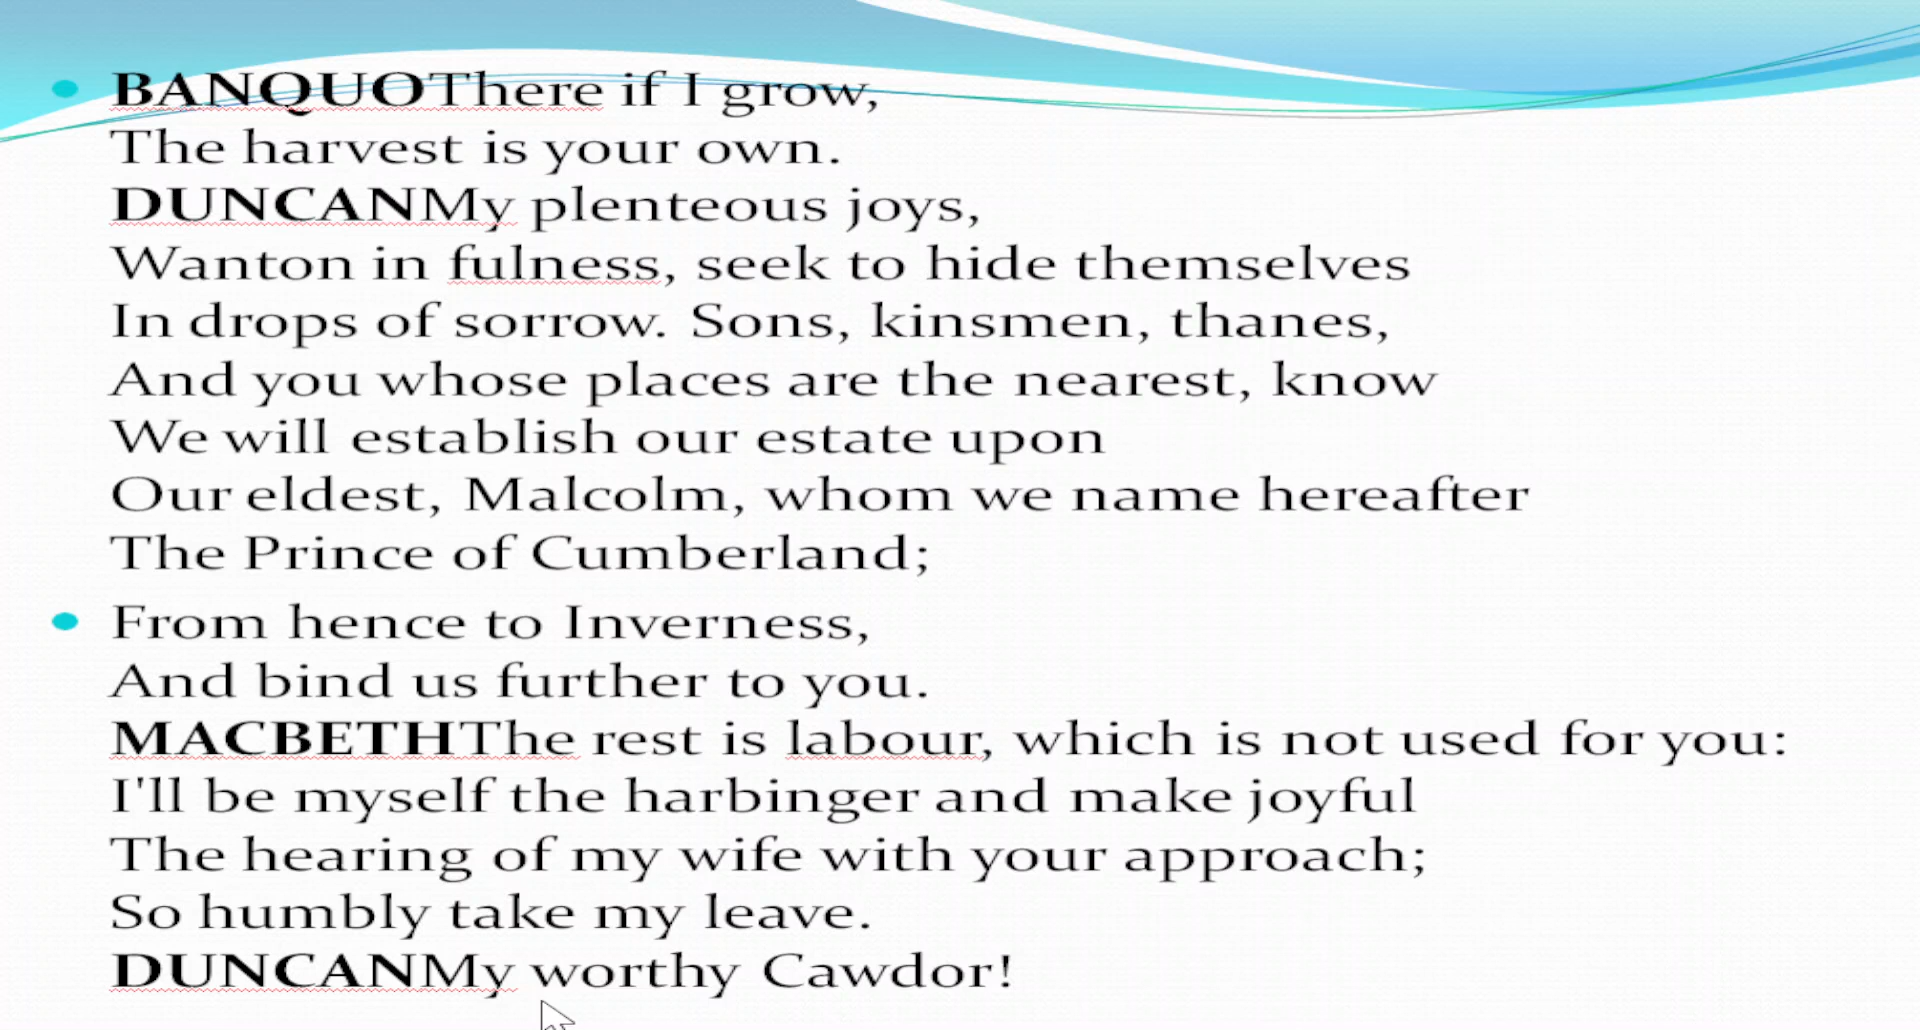 BANQUOThere if I grow,
The harvest is your own.
DUNCANMy plenteous joys,
Wanton in fulness, seek to hide themselves
In drops of sorrow. Sons, kinsmen, thanes,
And you whose places are the nearest, know
We will establish our estate upon
Our eldest, Malcolm, whom we name hereafter
The Prince of Cumberland;
From hence to Inverness,
And bind us further to you.
MACBETHThe rest is labour, which is not used for you:
I'll be myself the harbinger and make joyful
The hearing of my wife with your approach;
So humbly take my leave.
DUNCANMy worthy Cawdor!